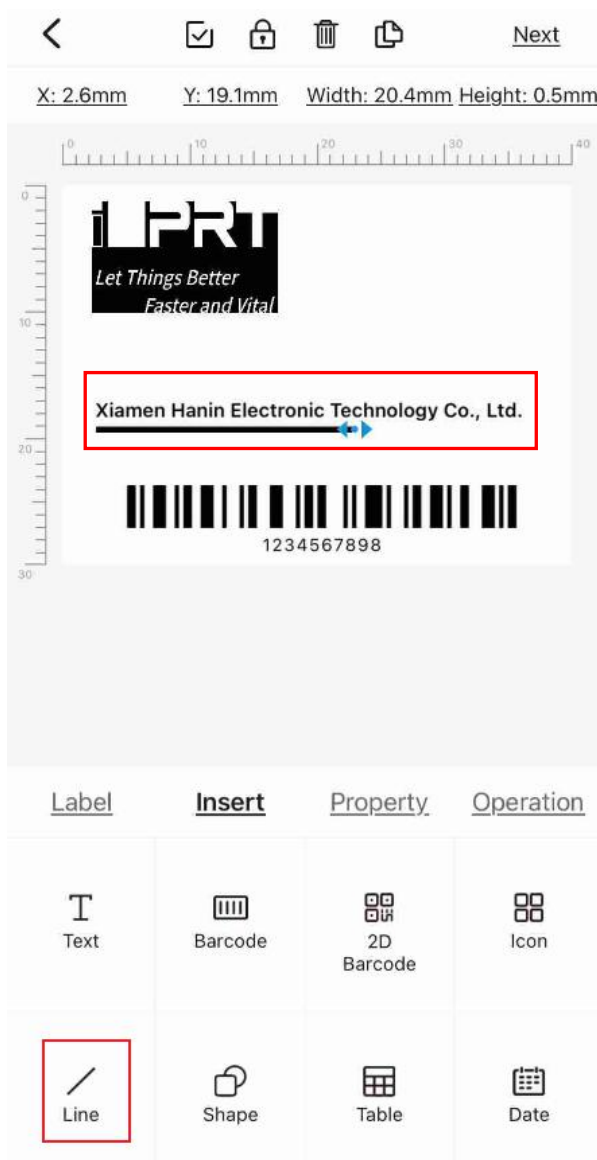 Next
X: 2.6mm Y: 19.1mm Width: 20.4mm Height: 0.5mm
0 10 20 30 40
0
PRT
Let Things Better
Faster and Vital
10
Xiamen Hanin Electronic Technology Co., Ltd.
20
1234567898
30
Label Insert Property Operation
Text Barcode 2D Barcode Icon
Line Shape Table Date